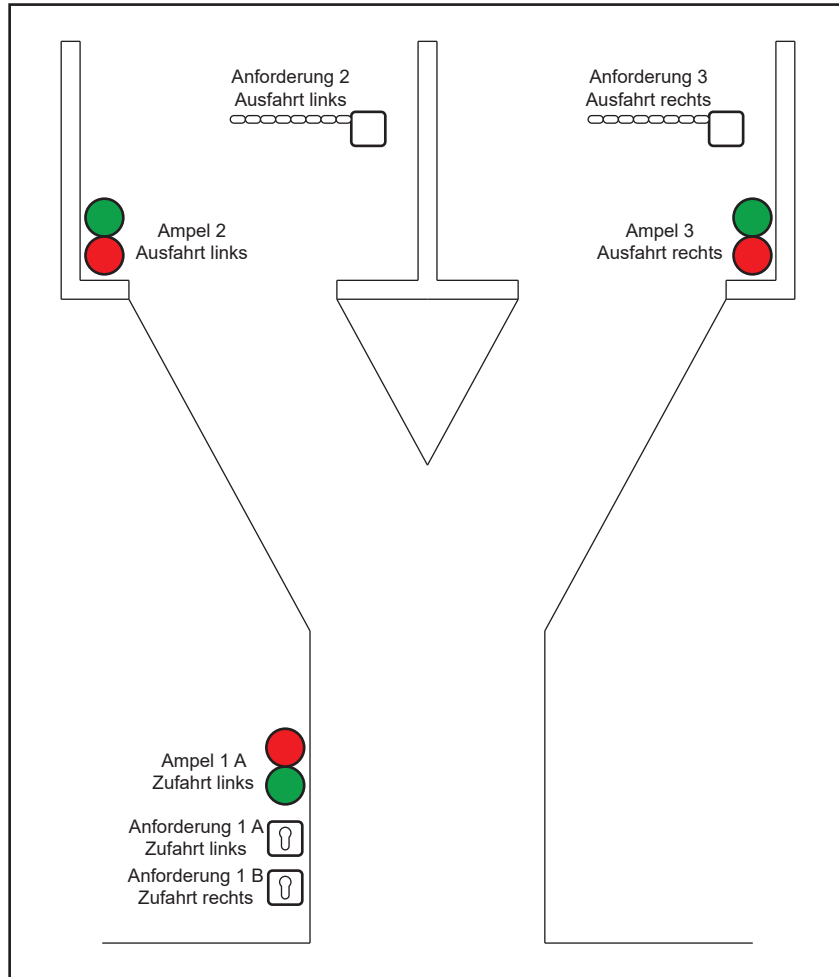 Anforderung 2
Ausfahrt links
Anforderung 3
Ausfahrt rechts
Ampel 2
Ausfahrt links
Ampel 3
Ausfahrt rechts
Ampel 1 A
Zufahrt links
Anforderung 1 A
Zufahrt links
Anforderung 1 B
Zufahrt rechts